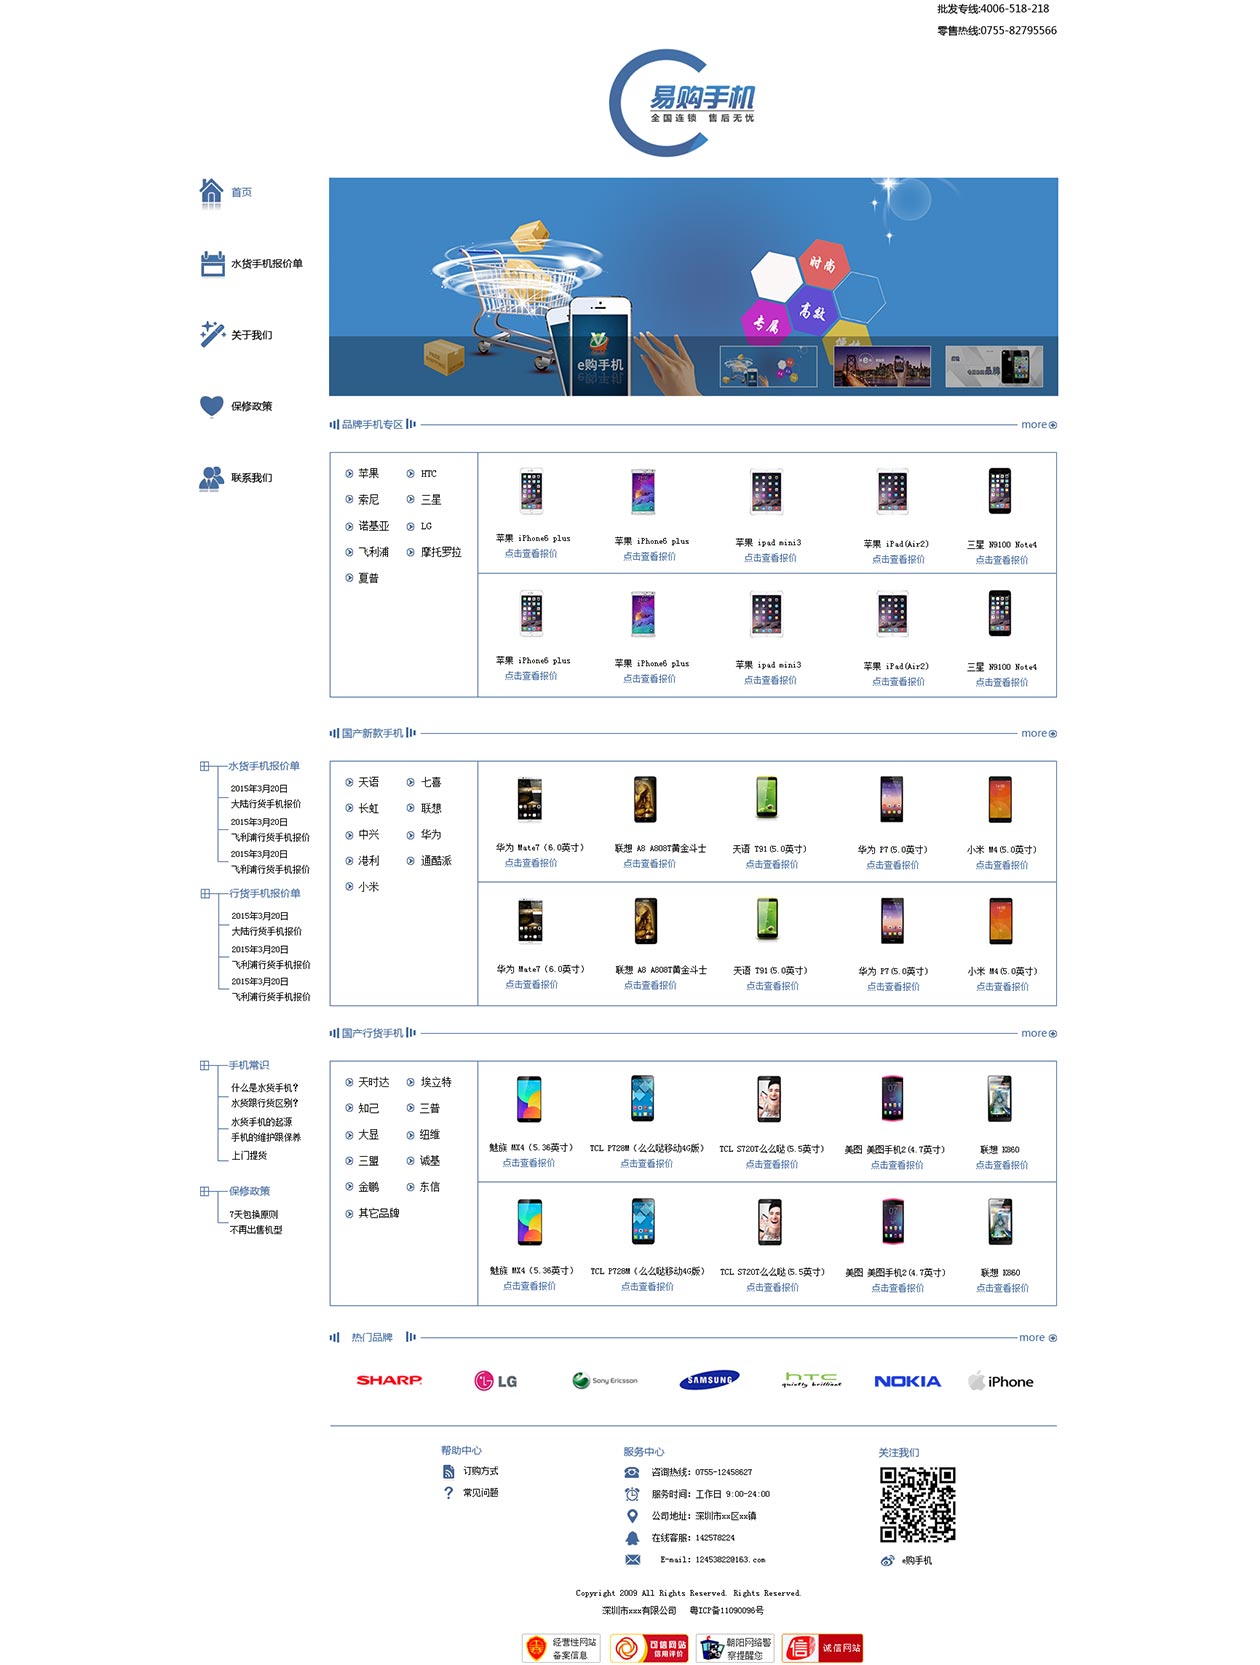 批发专线:4006-518-218
零售热线:0755-82795566
易购手机
全国连锁 售后无忧
首页
水货手机报价单
关于我们
保修政策
联系我们
时尚
高效
专属
e购手机
品牌手机专区
more
苹果 HTC
索尼 三星
诺基亚 LG
飞利浦 摩托罗拉
夏普
苹果 iPhone6 plus
点击查看报价
苹果 iPhone6 plus
点击查看报价
苹果 ipad mini3
点击查看报价
苹果 iPad(Air2)
点击查看报价
三星 N9100 Note4
点击查看报价
苹果 iPhone6 plus
点击查看报价
苹果 iPhone6 plus
点击查看报价
苹果 ipad mini3
点击查看报价
苹果 iPad(Air2)
点击查看报价
三星 N9100 Note4
点击查看报价
水货手机报价单
2015年3月20日
大陆行货手机报价
2015年3月20日
飞利浦行货手机报价
2015年3月20日
飞利浦行货手机报价
行货手机报价单
2015年3月20日
大陆行货手机报价
2015年3月20日
飞利浦行货手机报价
2015年3月20日
飞利浦行货手机报价
国产新款手机
more
天语 七喜
长虹 联想
中兴 华为
港利 通酷派
小米
华为 Mate7（6.0英寸）
点击查看报价
联想 A8 A808T黄金斗士
点击查看报价
天语 T91(5.0英寸)
点击查看报价
华为 P7(5.0英寸)
点击查看报价
小米 M4(5.0英寸)
点击查看报价
华为 Mate7（6.0英寸）
点击查看报价
联想 A8 A808T黄金斗士
点击查看报价
天语 T91(5.0英寸)
点击查看报价
华为 P7(5.0英寸)
点击查看报价
小米 M4(5.0英寸)
点击查看报价
手机常识
什么是水货手机?
水货跟行货区别?
水货手机的起源
手机的维护跟保养
上门提货
保修政策
7天包换原则
不再出售机型
国产行货手机
more
天时达 埃立特
知己 三普
大显 纽维
三盟 诚基
金鹏 东信
其它品牌
魅族 MX4（5.36英寸）
点击查看报价
TCL P728M（么么哒移动4G版）
点击查看报价
TCL S720T么么哒(5.5英寸)
点击查看报价
美图 美图手机2(4.7英寸)
点击查看报价
联想 K860
点击查看报价
魅族 MX4（5.36英寸）
点击查看报价
TCL P728M（么么哒移动4G版）
点击查看报价
TCL S720T么么哒(5.5英寸)
点击查看报价
美图 美图手机2(4.7英寸)
点击查看报价
联想 K860
点击查看报价
热门品牌
more
SHARP
LG
Sony Ericsson
SAMSUNG
hTC
quietly brilliant
NOKIA
iPhone
帮助中心
订购方式
常见问题
服务中心
咨询热线: 0755-12458627
服务时间: 工作日 9:00-24:00
公司地址: 深圳市xx区xx镇
在线客服: 142578224
E-mail: 124538220163.com
关注我们
e购手机
Copyright 2009 All Rights Reserved. Rights Reserved.
深圳市xxx有限公司 粤ICP备11090096号
经营性网站
备案信息
可信网站
信用评价
朝阳网络警
察提醒您
信
诚信网站